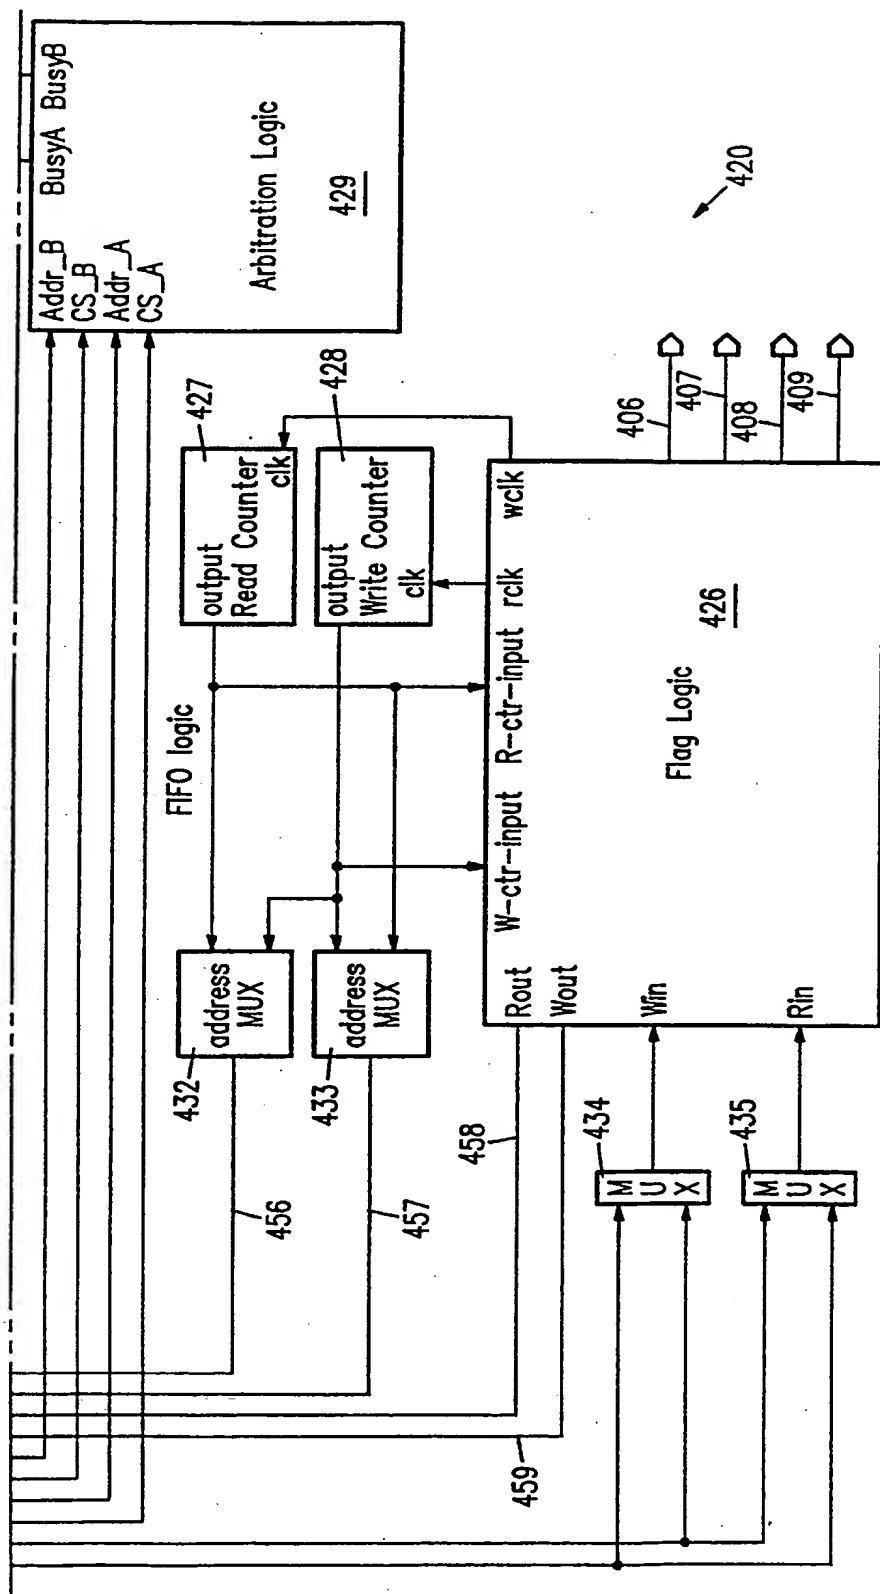 Addr_B
CS_B
Addr_A
CS_A
BusyA BusyB
Arbitration Logic
429
FIFO logic
432
address
MUX
456
427
output
Read Counter
clk
433
address
MUX
457
428
output
Write Counter
clk
458
459
Rout
Wout
W-ctr-input
R-ctr-input
rclk
wclk
Win
Rin
Flag Logic
426
434
M
U
X
435
M
U
X
406
407
408
409
420